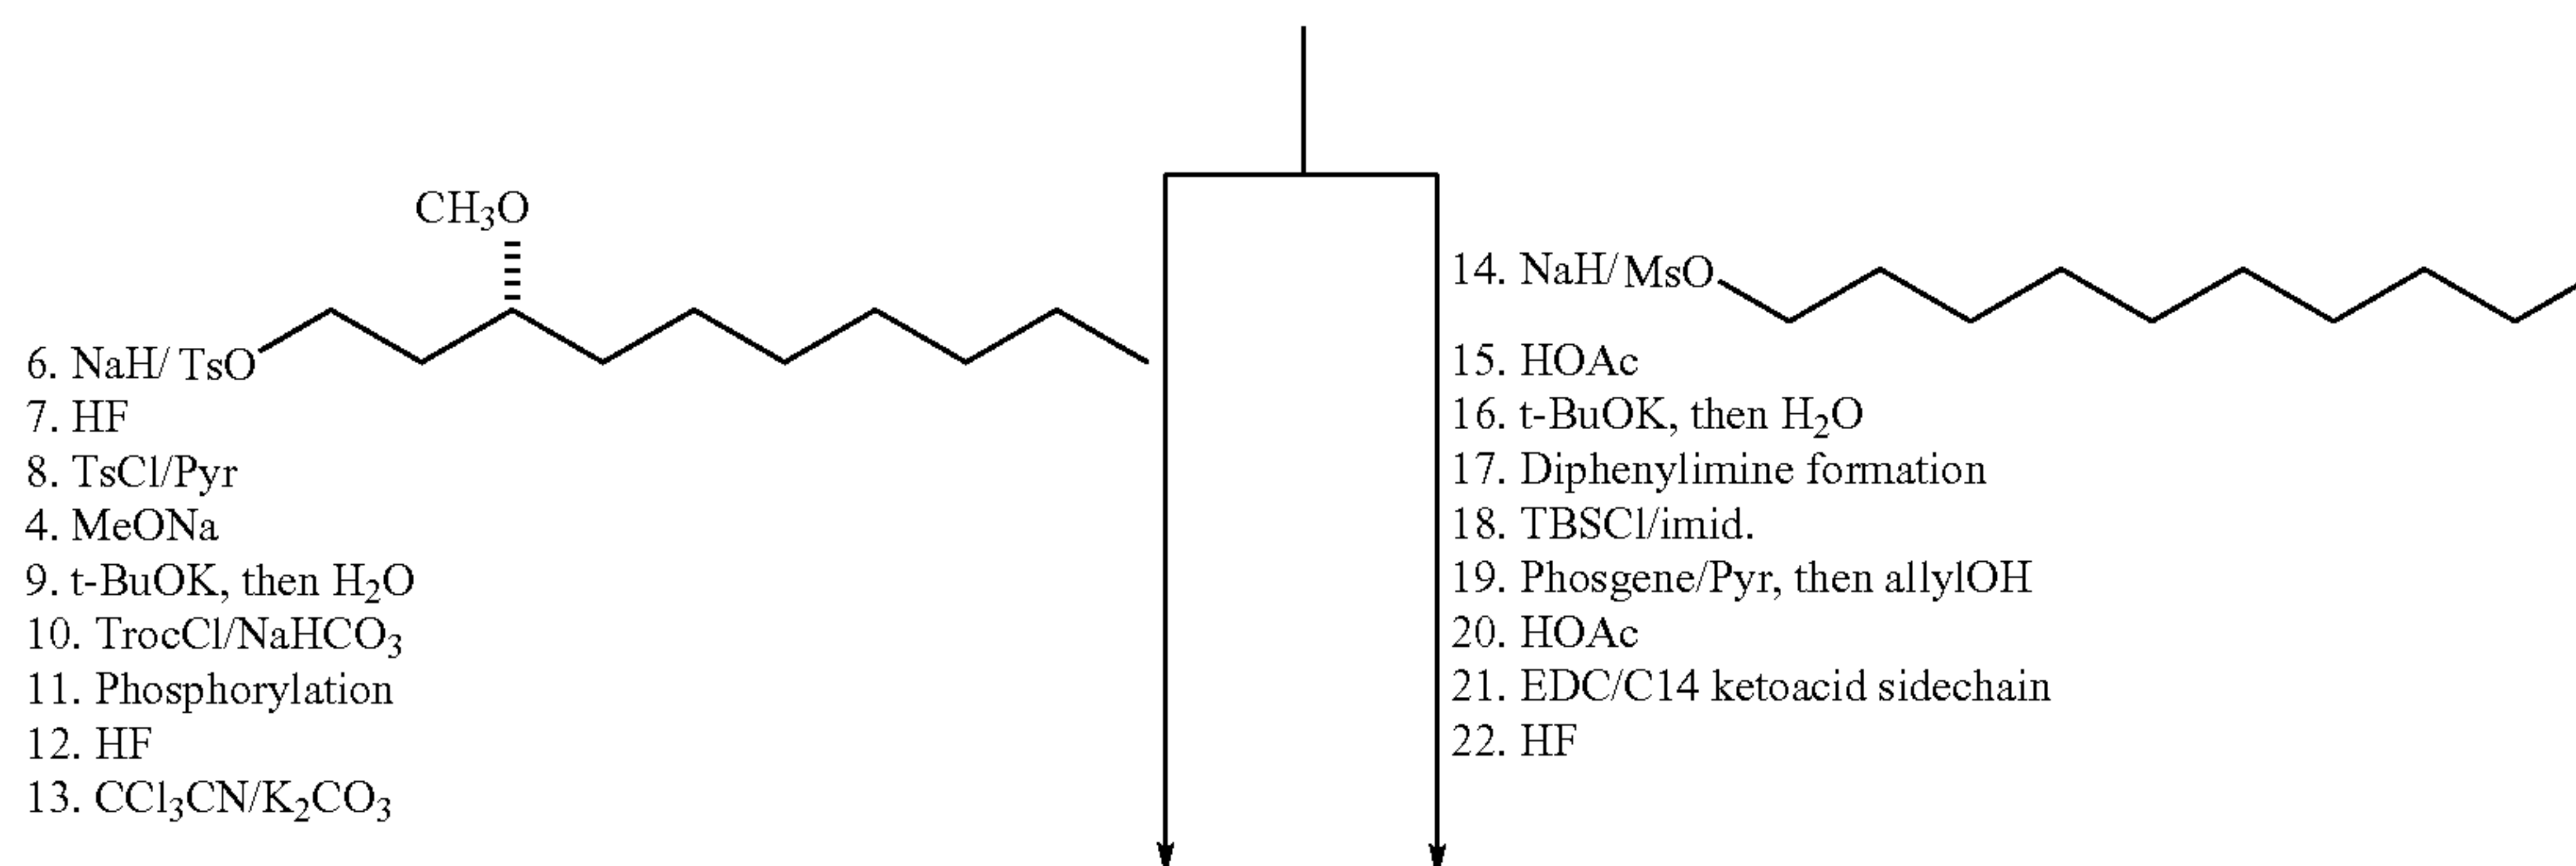 CH3O
6. NaH/ TsO
7. HF
8. TsCl/Pyr
4. MeONa
9. t-BuOK, then H2O
10. TrocCl/NaHCO3
11. Phosphorylation
12. HF
13. CCl3CN/K2CO3
14. NaH/ MsO
15. HOAc
16. t-BuOK, then H2O
17. Diphenylimine formation
18. TBSCl/imid.
19. Phosgene/Pyr, then allylOH
20. HOAc
21. EDC/C14 ketoacid sidechain
22. HF